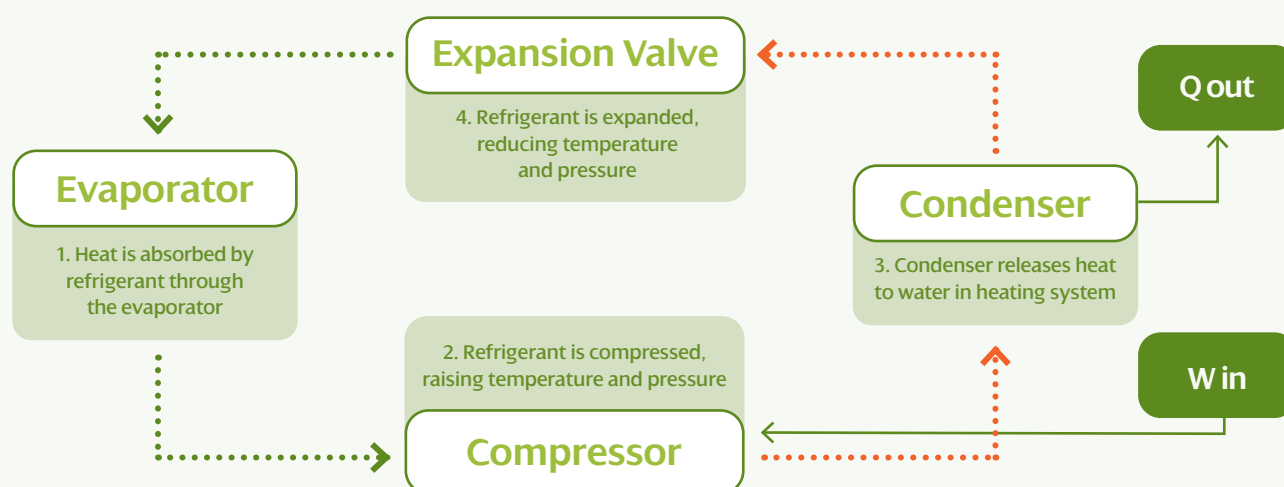 Expansion Valve
4. Refrigerant is expanded,
reducing temperature
and pressure
Q out
Evaporator
1. Heat is absorbed by
refrigerant through
the evaporator
Condenser
3. Condenser releases heat
to water in heating system
2. Refrigerant is compressed,
raising temperature and pressure
Compressor
W in